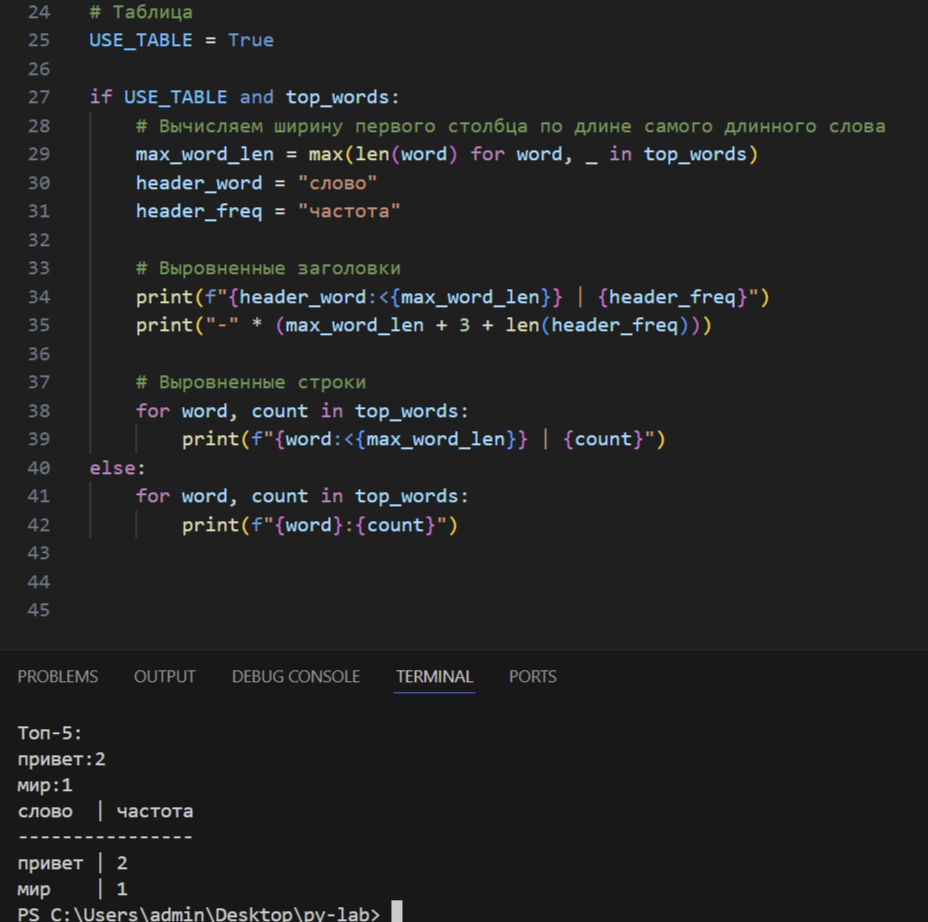 24 # Таблица
25 USE_TABLE = True
26
27 if USE_TABLE and top_words:
28     # Вычисляем ширину первого столбца по длине самого длинного слова
29     max_word_len = max(len(word) for word, _ in top_words)
30     header_word = "слово"
31     header_freq = "частота"
32
33     # Выровненные заголовки
34     print(f"{header_word:<{max_word_len}} | {header_freq}")
35     print("-" * (max_word_len + 3 + len(header_freq)))
36
37     # Выровненные строки
38     for word, count in top_words:
39         print(f"{word:<{max_word_len}} | {count}")
40 else:
41     for word, count in top_words:
42         print(f"{word}:{count}")
43
44
45
PROBLEMS OUTPUT DEBUG CONSOLE TERMINAL PORTS
Топ-5:
привет:2
мир:1
слово  | частота
----------------
привет | 2
мир    | 1
PS C:\Users\admin\Desktop\py-lab>